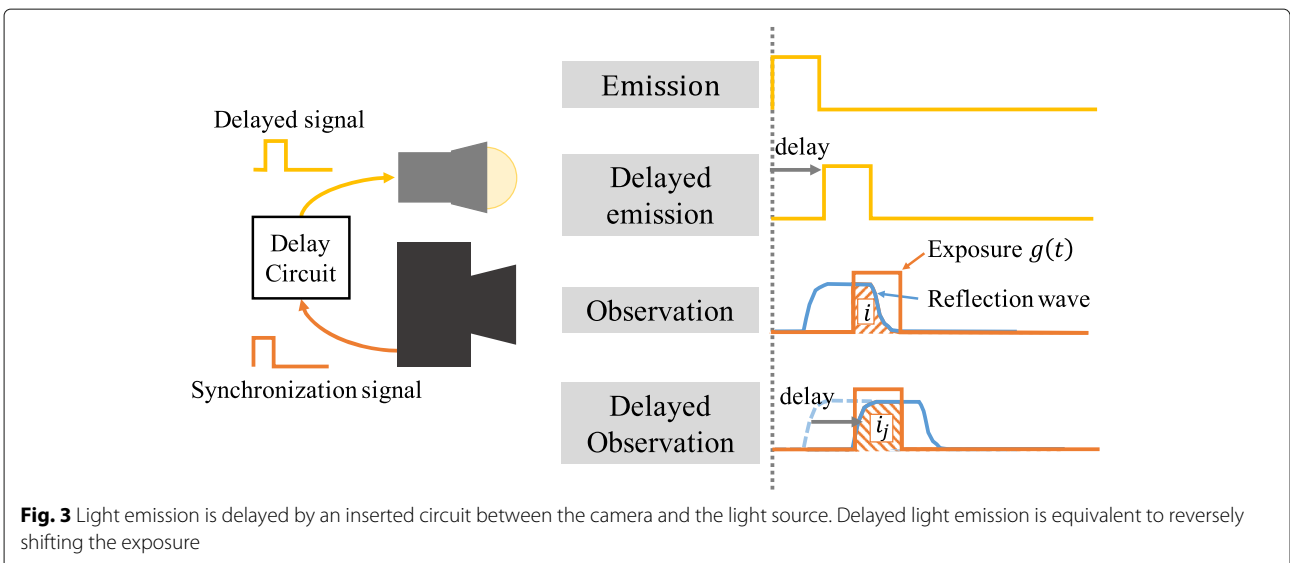 Delayed signal
Delay
Circuit
Synchronization signal
Emission
delay
Delayed
emission
Exposure g(t)
Observation
i
Reflection wave
Delayed
Observation
delay
i_j
Fig. 3 Light emission is delayed by an inserted circuit between the camera and the light source. Delayed light emission is equivalent to reversely
shifting the exposure